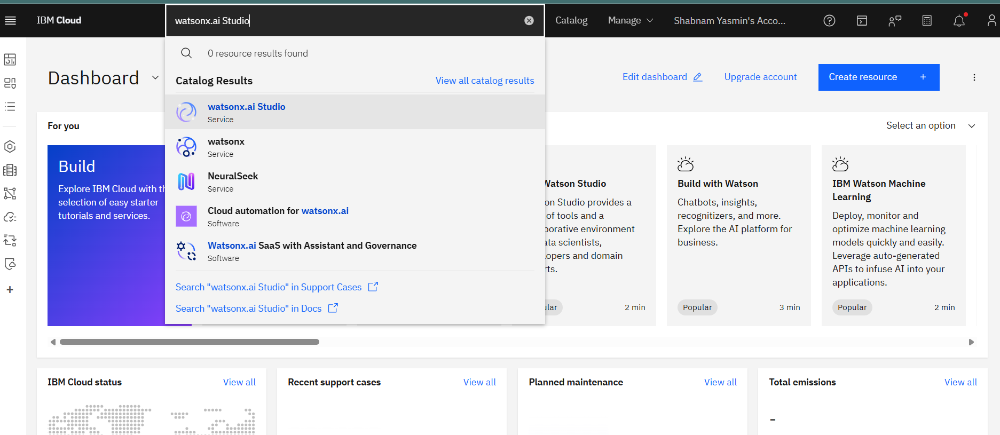 IBM Cloud
watsonx.ai Studio
Catalog
Manage
Shabnam Yasmin's Acco...
0 resource results found
Catalog Results
View all catalog results
watsonx.ai Studio
Service
watsonx
Service
NeuralSeek
Service
Cloud automation for watsonx.ai
Software
Watsonx.ai SaaS with Assistant and Governance
Software
Search "watsonx.ai Studio" in Support Cases
Search "watsonx.ai Studio" in Docs
Dashboard
Edit dashboard
Upgrade account
Create resource +
For you
Select an option
Build
Explore IBM Cloud with
selection of easy starter
tutorials and services.
Watson Studio
Studio provides a
of tools and a
environment
scientists,
and domain
2 min
Build with Watson
Chatbots, insights,
recognitizers, and more.
Explore the AI platform for
business.
Popular
3 min
IBM Watson Machine
Learning
Deploy, monitor and
optimize machine learning
models quickly and easily.
Leverage auto-generated
APIs to infuse AI into your
applications.
Popular
2 min
IBM Cloud status
View all
Recent support cases
View all
Planned maintenance
View all
Total emissions
View all
-